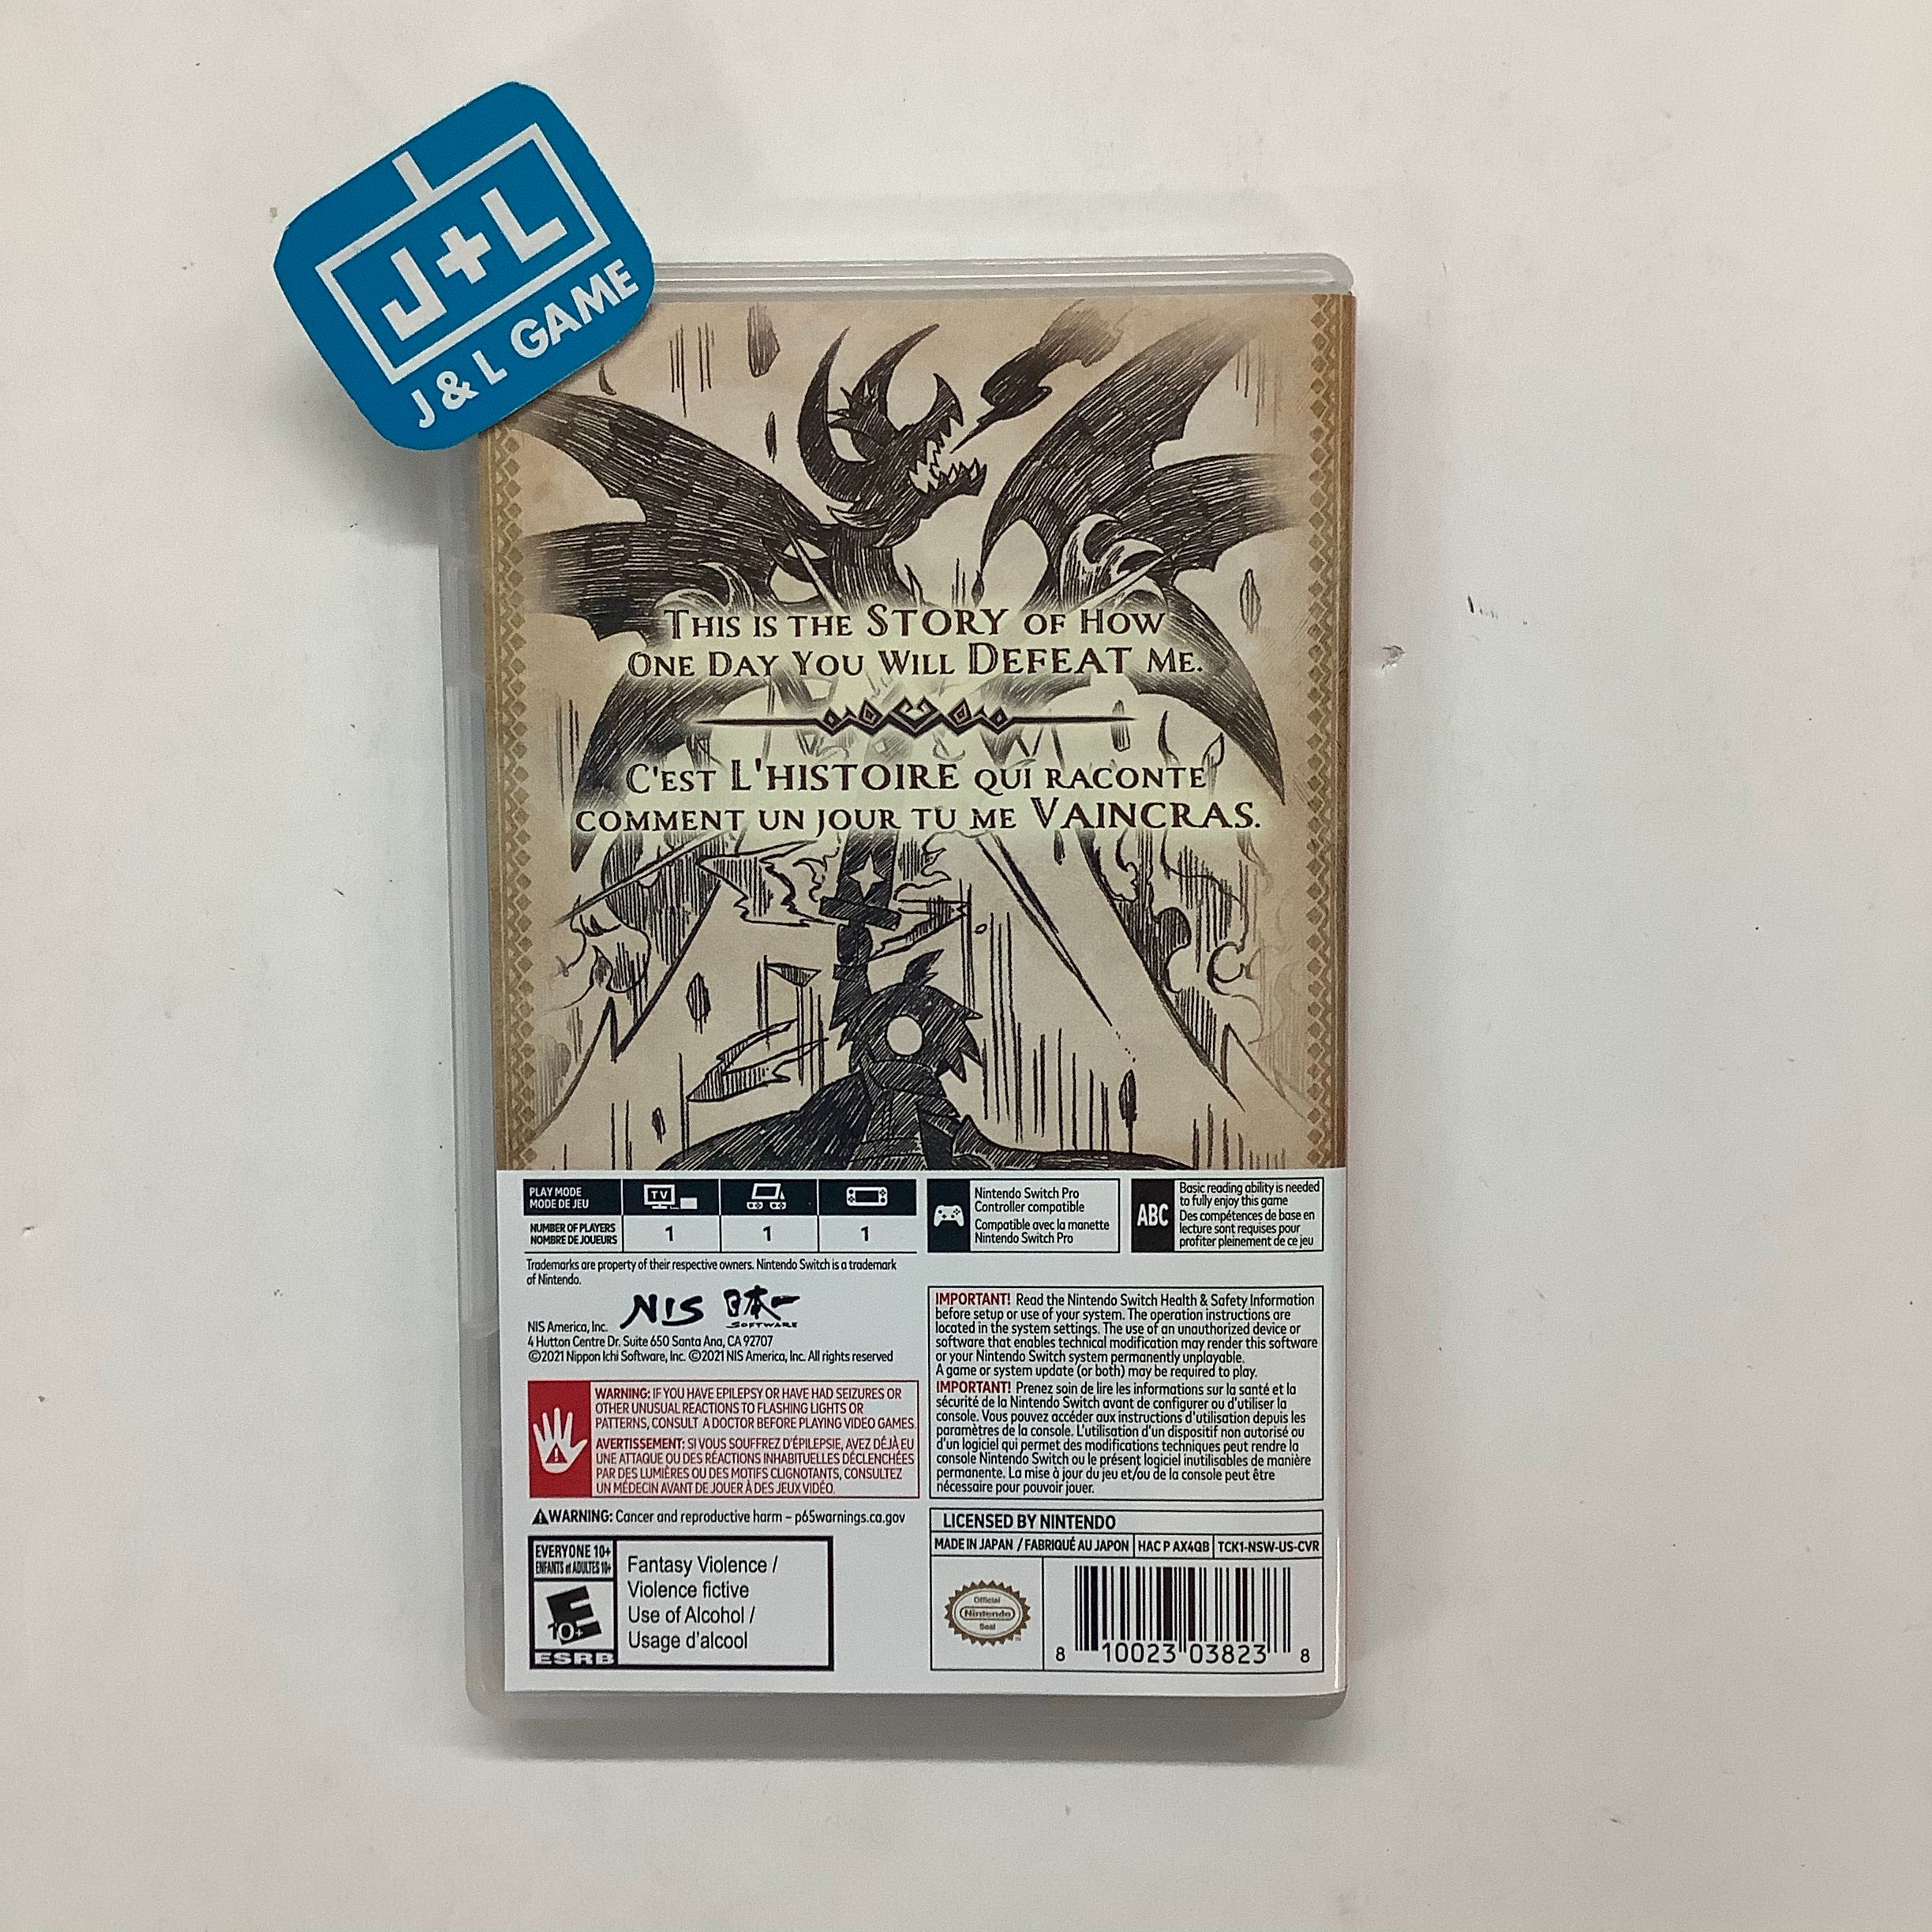 J+L
J & L GAME
THIS IS THE STORY OF HOW
ONE DAY YOU WILL DEFEAT ME.
C'EST L'HISTOIRE QUI RACONTE
COMMENT UN JOUR TU ME VAINCRAS.
PLAY MODE
MODE DE JEU
TV
NUMBER OF PLAYERS
NOMBRE DE JOUEURS
1 1 1
Nintendo Switch Pro
Controller compatible
Compatible avec la manette
Nintendo Switch Pro
ABC
Basic reading ability is needed
to fully enjoy this game
Des compétences de base en
lecture sont requises pour
profiter pleinement de ce jeu
Trademarks are property of their respective owners. Nintendo Switch is a trademark
of Nintendo.
NIS 日本一
SOFTWARE
NIS America, Inc.
4 Hutton Centre Dr. Suite 650 Santa Ana, CA 92707
©2021 Nippon Ichi Software, Inc. ©2021 NIS America, Inc. All rights reserved
WARNING: IF YOU HAVE EPILEPSY OR HAVE HAD SEIZURES OR
OTHER UNUSUAL REACTIONS TO FLASHING LIGHTS OR
PATTERNS, CONSULT A DOCTOR BEFORE PLAYING VIDEO GAMES.
AVERTISSEMENT: SI VOUS SOUFFREZ D'ÉPILEPSIE, AVEZ DÉJÀ EU
UNE ATTAQUE OU DES RÉACTIONS INHABITUELLES DÉCLENCHÉES
PAR DES LUMIÈRES OU DES MOTIFS CLIGNOTANTS, CONSULTEZ
UN MÉDECIN AVANT DE JOUER À DES JEUX VIDÉO.
WARNING: Cancer and reproductive harm – p65warnings.ca.gov
EVERYONE 10+
ENFANTS et ADULTES 10+
E
10+
ESRB
Fantasy Violence /
Violence fictive
Use of Alcohol /
Usage d'alcool
IMPORTANT! Read the Nintendo Switch Health & Safety Information
before setup or use of your system. The operation instructions are
located in the system settings. The use of an unauthorized device or
software that enables technical modification may render this software
or your Nintendo Switch system permanently unplayable.
A game or system update (or both) may be required to play.
IMPORTANT! Prenez soin de lire les informations sur la santé et la
sécurité de la Nintendo Switch avant de configurer ou d'utiliser la
console. Vous pouvez accéder aux instructions d'utilisation depuis les
paramètres de la console. L'utilisation d'un dispositif non autorisé ou
d'un logiciel qui permet des modifications techniques peut rendre la
console Nintendo Switch ou le présent logiciel inutilisables de manière
permanente. La mise à jour du jeu et/ou de la console peut être
nécessaire pour pouvoir jouer.
LICENSED BY NINTENDO
MADE IN JAPAN / FABRIQUÉ AU JAPON HAC P AX4QB TCK1-NSW-US-CVR
Official
Nintendo
Seal
8 10023 03823 8